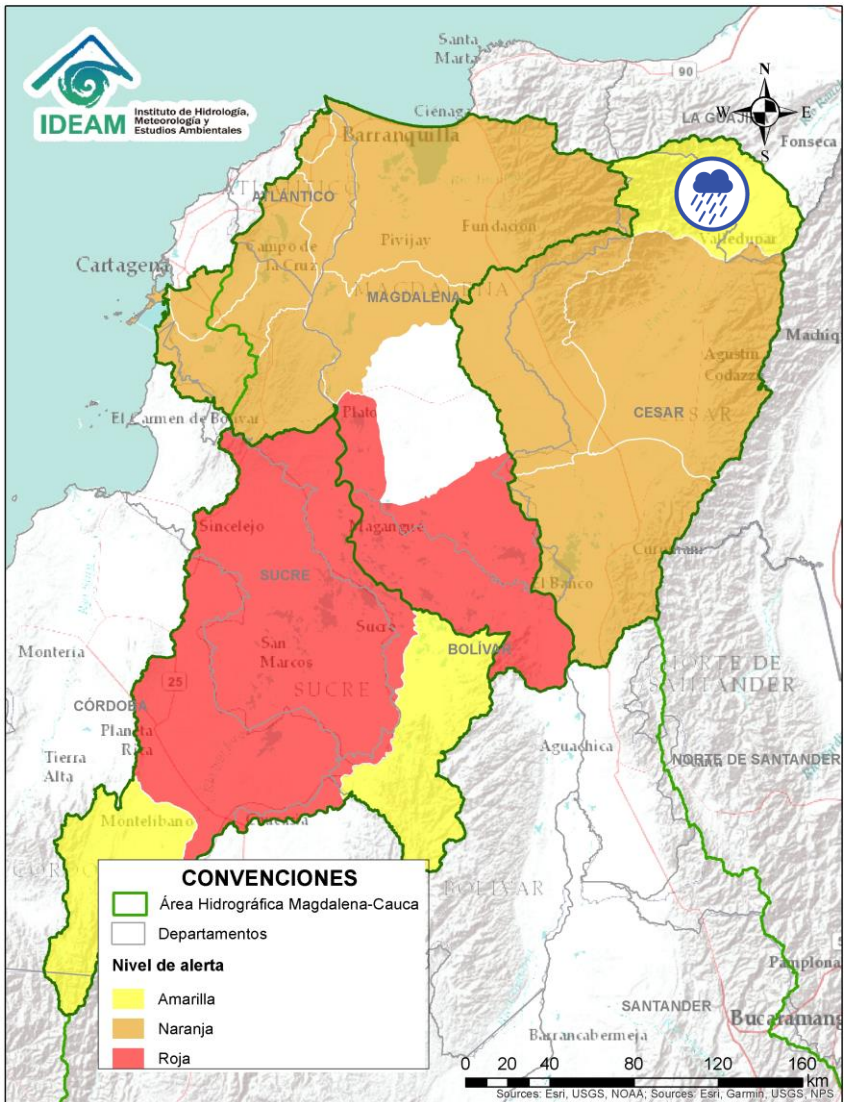 IDEAM
Instituto de Hidrología,
Meteorología y
Estudios Ambientales
Santa
Marta
90
N
W
E
S
LA GUAJIRA
Fonseca
Ciénaga
Barranquilla
ATLÁNTICO
Fundación
Valledupar
Cartagena
Campo de
la Cruz
Pivijay
MAGDALENA
Agustín
Codazzi
El Carmen de Bolívar
Plato
CESAR
Sincelejo
Magangué
SUCRE
El Banco
Sucre
BOLÍVAR
Montería
San
Marcos
SUCRE
25
CÓRDOBA
Planeta
Rica
NORTE DE
SANTANDER
Tierra
Alta
Aguachica
NORTE DE SANTANDER
Montelíbano
BOLÍVAR
CONVENCIONES
Área Hidrográfica Magdalena-Cauca
Departamentos
Nivel de alerta
Amarilla
Naranja
Roja
Pamplona
SANTANDER
Barrancabermeja
0 20 40 80 120 160
km
Sources: Esri, USGS, NOAA; Sources: Esri, Garmin, USGS, NPS